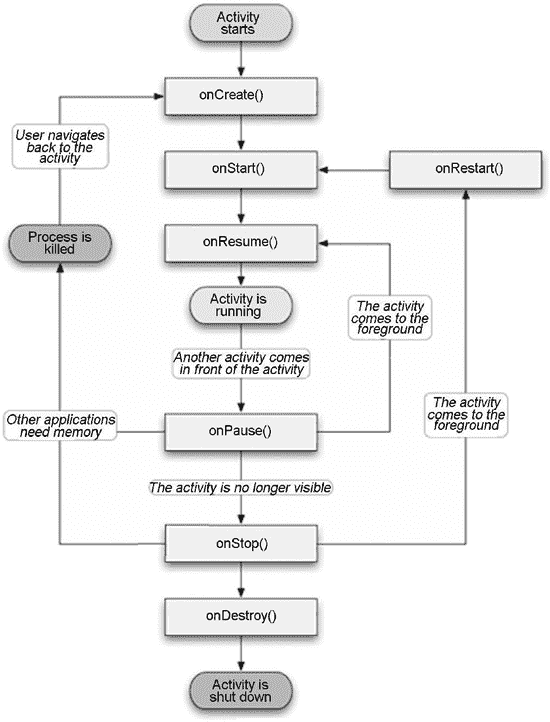 Activity
starts
onCreate()
User navigates
back to the
activity
onStart()
onRestart()
Process is
killed
onResume()
Activity is
running
The activity
comes to the
foreground
Another activity comes
in front of the activity
The activity
comes to the
foreground
Other applications
need memory
onPause()
The activity is no longer visible
onStop()
onDestroy()
Activity is
shut down